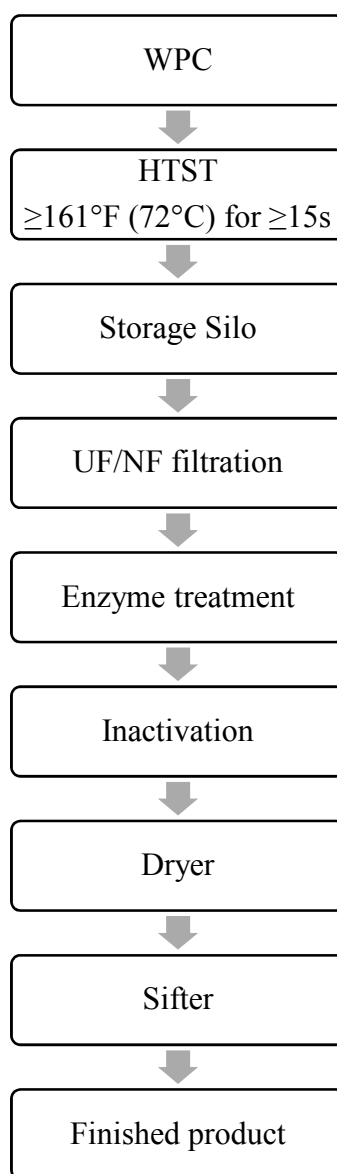 WPC
HTST
≥161°F (72°C) for ≥15s
Storage Silo
UF/NF filtration
Enzyme treatment
Inactivation
Dryer
Sifter
Finished product